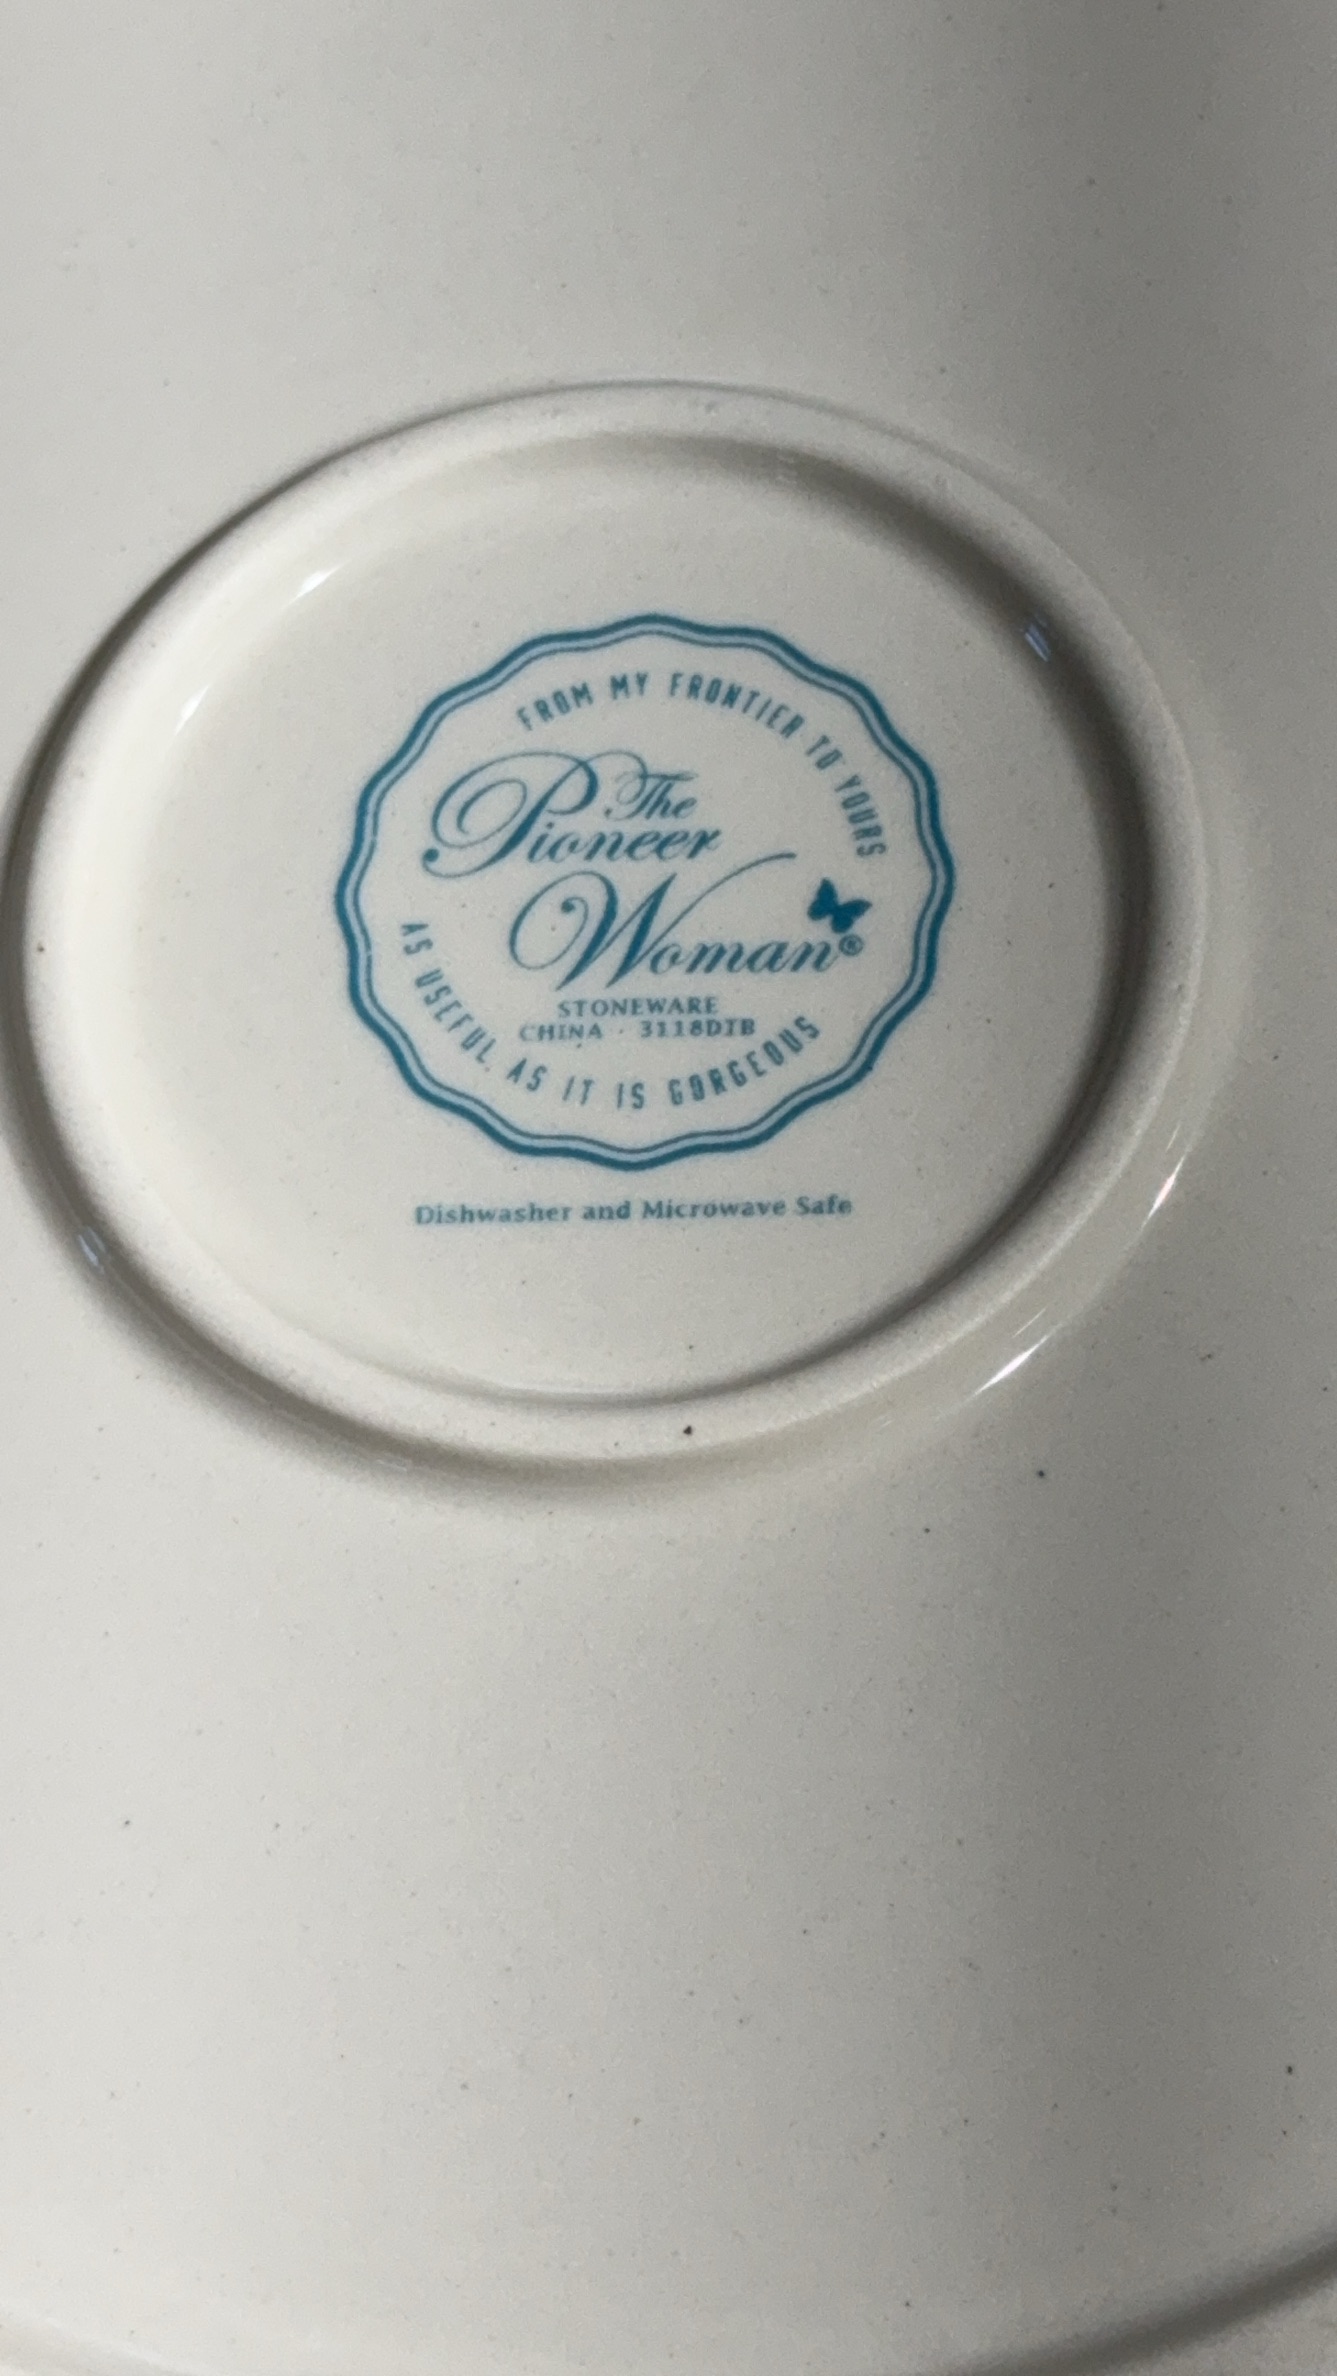 FROM MY FRONTIER TO YOURS
The
Pioneer
Woman®
STONEWARE
CHINA · 3118DTB
AS USEFUL AS IT IS GORGEOUS
Dishwasher and Microwave Safe